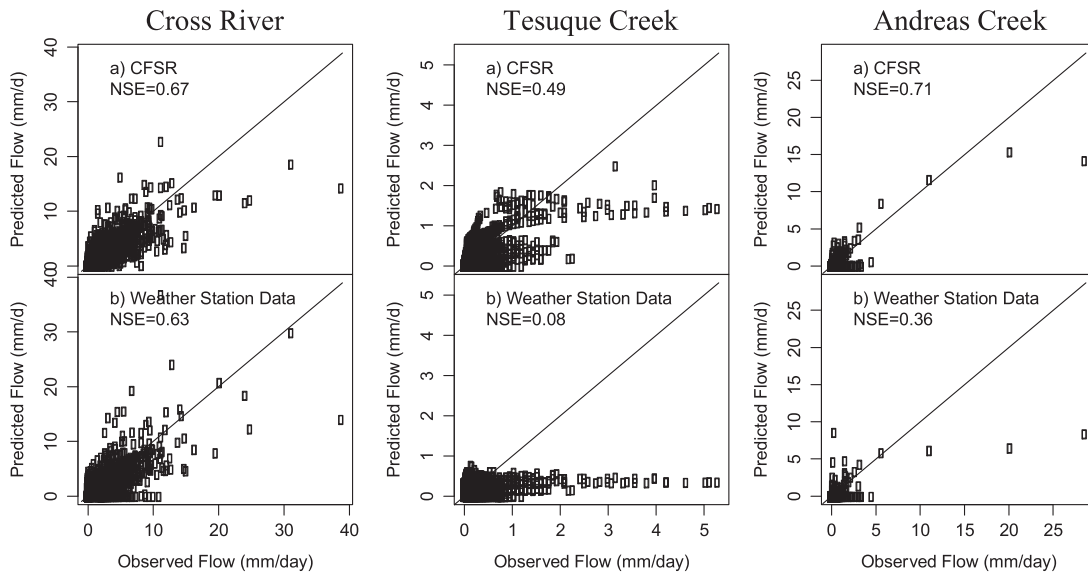 Cross River
Tesuque Creek
Andreas Creek
Predicted Flow (mm/d)
40
30
20
10
0
a) CFSR
NSE=0.67
Predicted Flow (mm/d)
5
4
3
2
1
0
a) CFSR
NSE=0.49
Predicted Flow (mm/d)
25
20
15
10
5
0
a) CFSR
NSE=0.71
Predicted Flow (mm/d)
40
30
20
10
0
b) Weather Station Data
NSE=0.63
0 10 20 30 40
Observed Flow (mm/day)
Predicted Flow (mm/d)
5
4
3
2
1
0
b) Weather Station Data
NSE=0.08
0 1 2 3 4 5
Observed Flow (mm/day)
Predicted Flow (mm/d)
25
20
15
10
5
0
b) Weather Station Data
NSE=0.36
0 5 10 15 20 25
Observed Flow (mm/day)